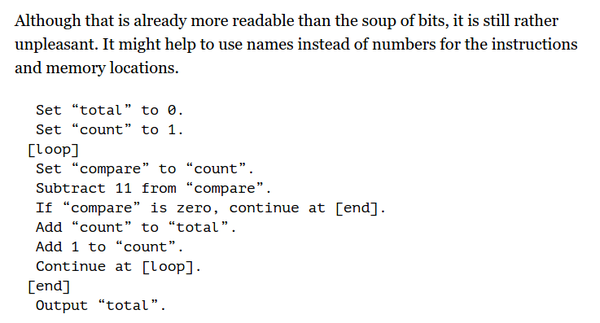 Although that is already more readable than the soup of bits, it is still rather
unpleasant. It might help to use names instead of numbers for the instructions
and memory locations.
Set “total” to 0.
Set “count” to 1.
[loop]
Set “compare” to “count”.
Subtract 11 from “compare”.
If “compare” is zero, continue at [end].
Add “count” to “total”.
Add 1 to “count”.
Continue at [loop].
[end]
Output “total”.